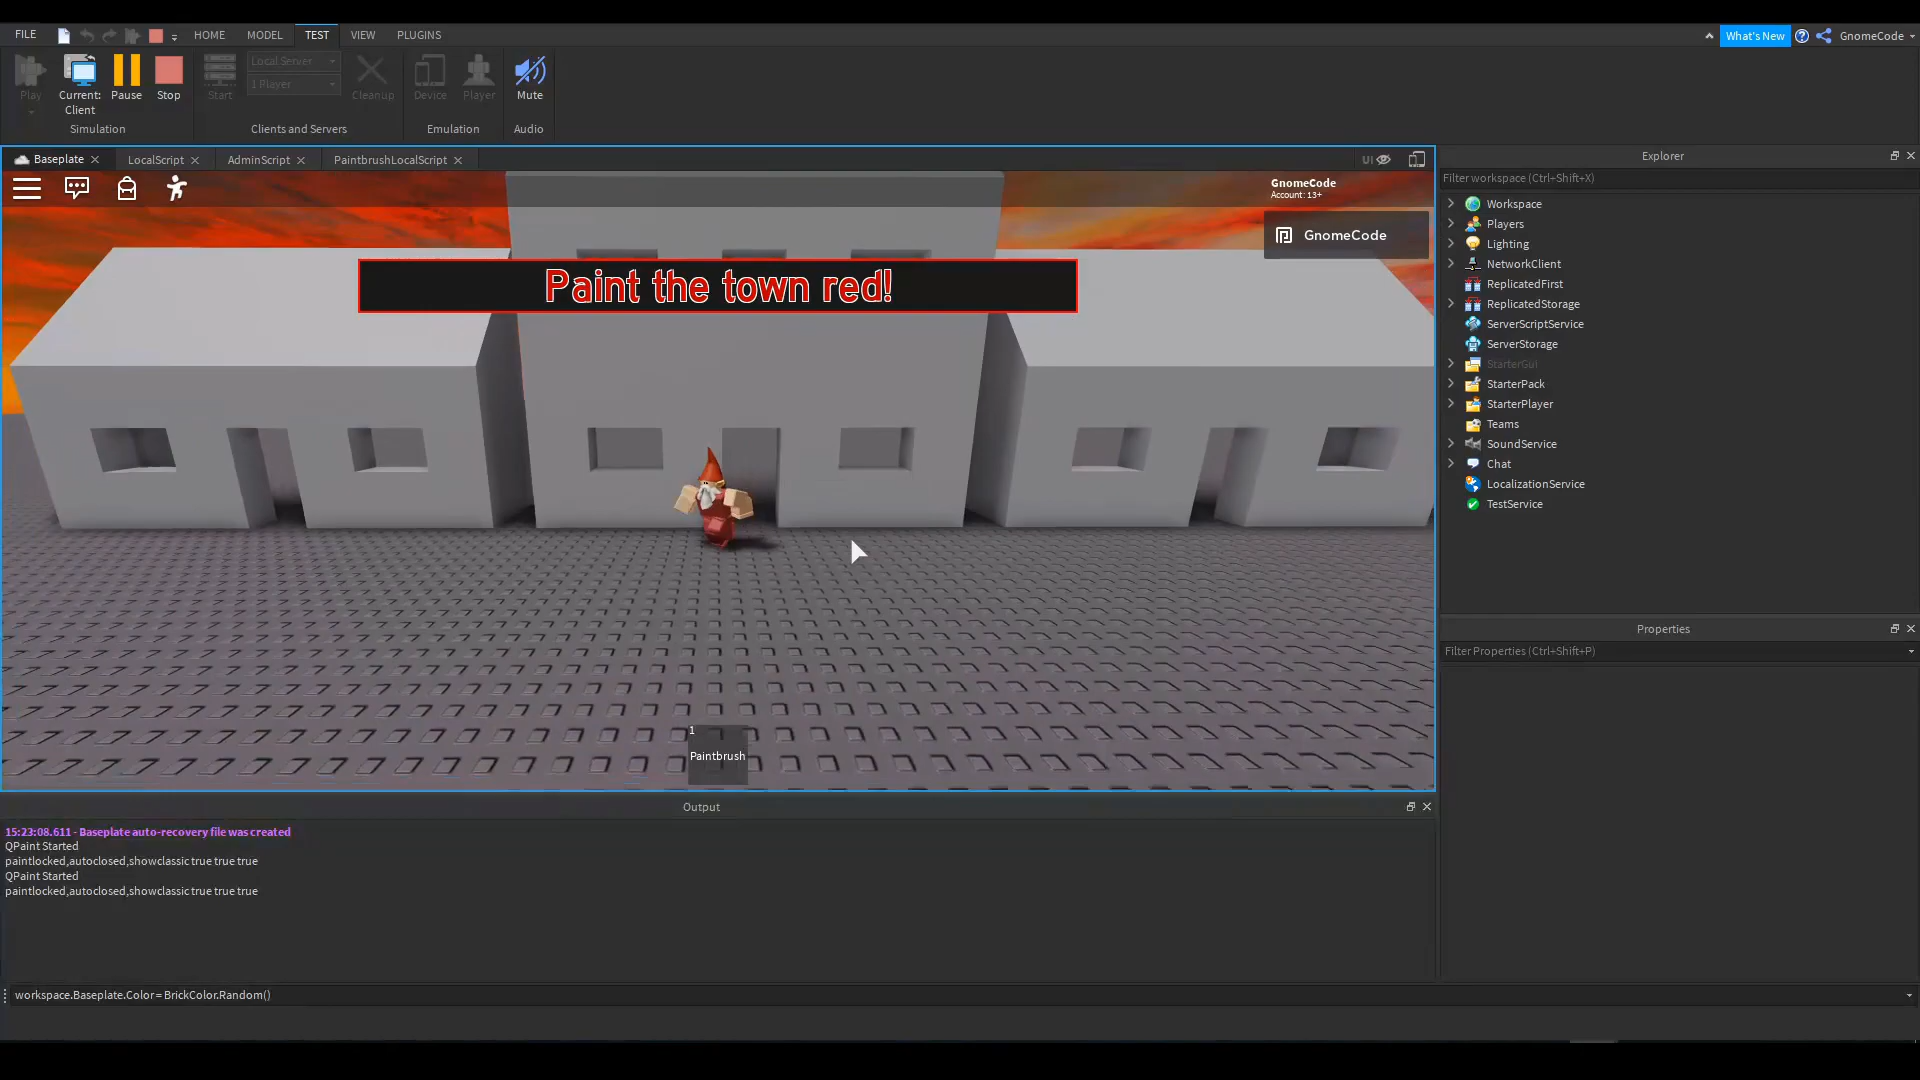 FILE
HOME
MODEL
TEST
VIEW
PLUGINS
What's New
GnomeCode
Play
Current:
Client
Pause
Stop
Start
Local Server
1 Player
Cleanup
Device
Player
Mute
Simulation
Clients and Servers
Emulation
Audio
Baseplate
LocalScript
AdminScript
PaintbrushLocalScript
UI
GnomeCode
Account: 13+
GnomeCode
Paint the town red!
1
Paintbrush
Explorer
Filter workspace (Ctrl+Shift+X)
Workspace
Players
Lighting
NetworkClient
ReplicatedFirst
ReplicatedStorage
ServerScriptService
ServerStorage
StarterGui
StarterPack
StarterPlayer
Teams
SoundService
Chat
LocalizationService
TestService
Properties
Filter Properties (Ctrl+Shift+P)
Output
15:23:08.611 - Baseplate auto-recovery file was created
QPaint Started
paintlocked,autoclosed,showclassic true true true
QPaint Started
paintlocked,autoclosed,showclassic true true true
workspace.Baseplate.Color = BrickColor.Random()